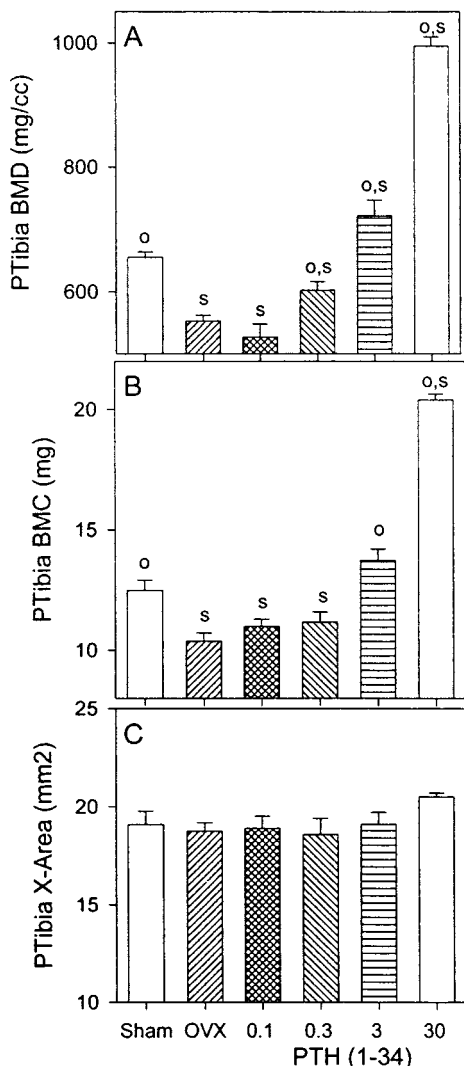 A
PTibia BMD (mg/cc)
1000
800
600
o
s
s
o,s
o,s
o,s
B
PTibia BMC (mg)
20
15
10
o
s
s
s
o
o,s
C
PTibia X-Area (mm2)
25
20
15
10
Sham OVX 0.1 0.3 3 30
PTH (1-34)